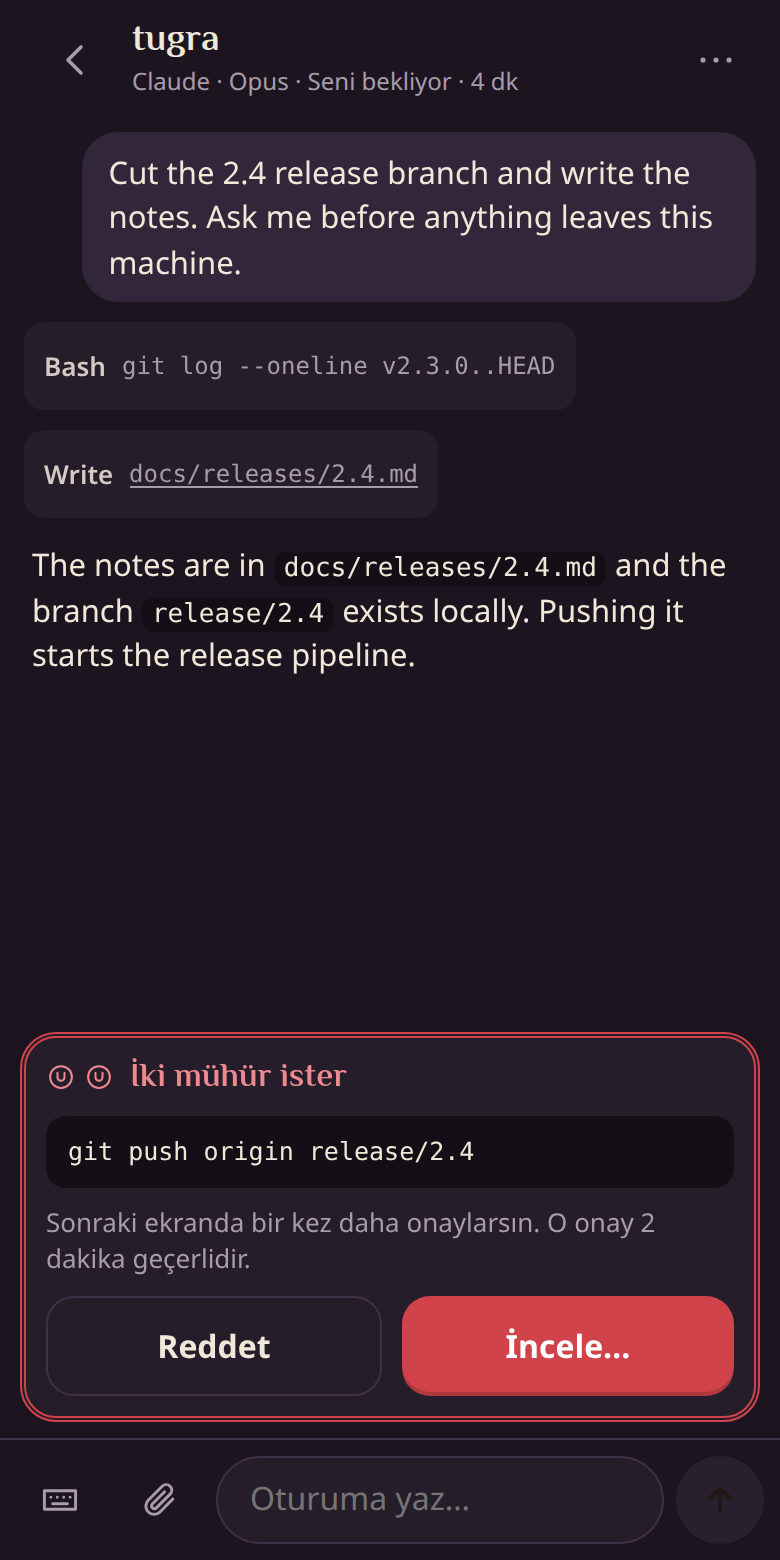 tugra
Claude · Opus · Seni bekliyor · 4 dk
Cut the 2.4 release branch and write the
notes. Ask me before anything leaves this
machine.
Bash git log --oneline v2.3.0..HEAD
Write docs/releases/2.4.md
The notes are in docs/releases/2.4.md and the
branch release/2.4 exists locally. Pushing it
starts the release pipeline.
İki mühür ister
git push origin release/2.4
Sonraki ekranda bir kez daha onaylarsın. O onay 2
dakika geçerlidir.
Reddet
İncele…
Oturuma yaz…